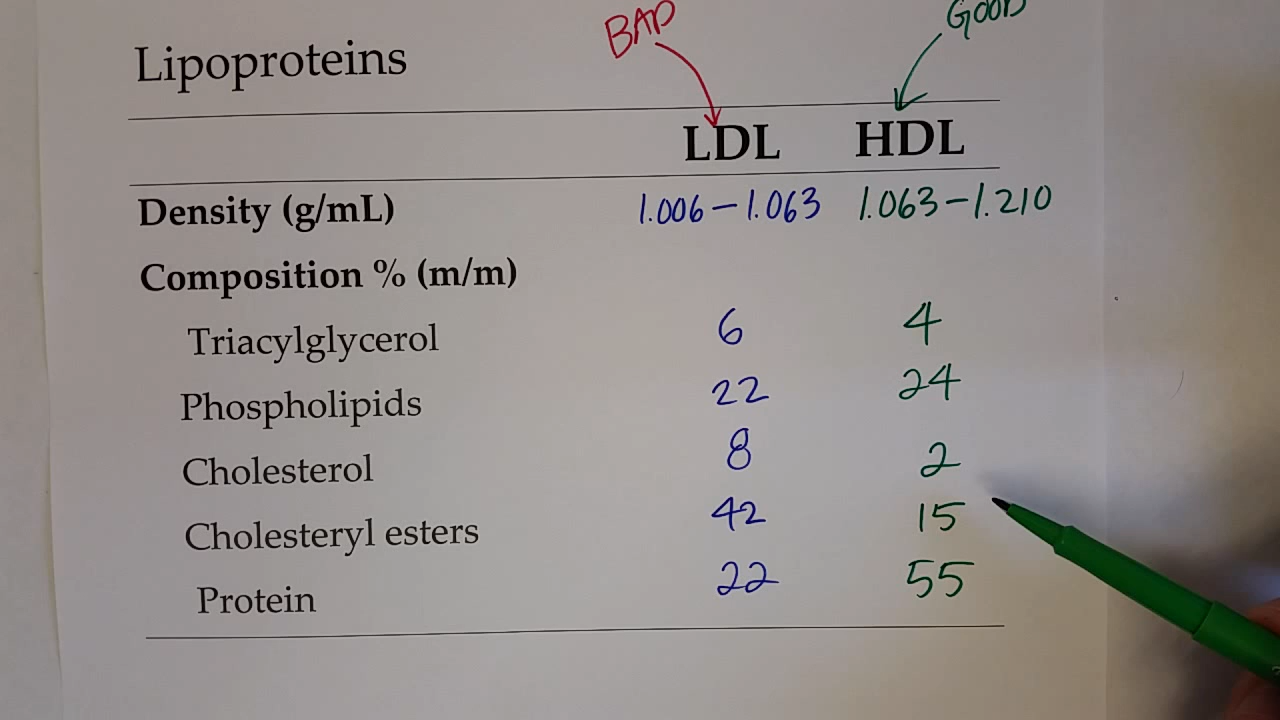 BAD GOOD
Lipoproteins
LDL HDL
Density (g/mL) 1.006 – 1.063 1.063 – 1.210
Composition % (m/m)
Triacylglycerol 6 4
Phospholipids 22 24
Cholesterol 8 2
Cholesteryl esters 42 15
Protein 22 55